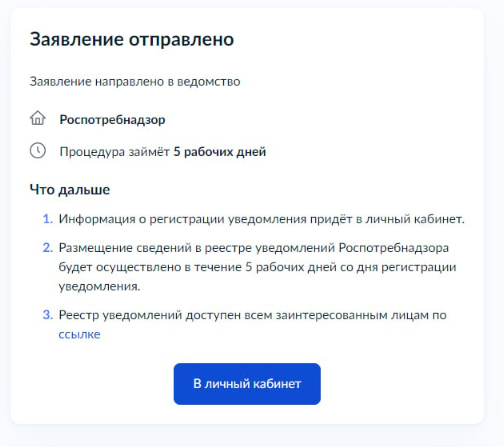 Заявление отправлено
Заявление направлено в ведомство
Роспотребнадзор
Процедура займёт 5 рабочих дней
Что дальше
1. Информация о регистрации уведомления придёт в личный кабинет.
2. Размещение сведений в реестре уведомлений Роспотребнадзора
будет осуществлено в течение 5 рабочих дней со дня регистрации
уведомления.
3. Реестр уведомлений доступен всем заинтересованным лицам по
ссылке
В личный кабинет